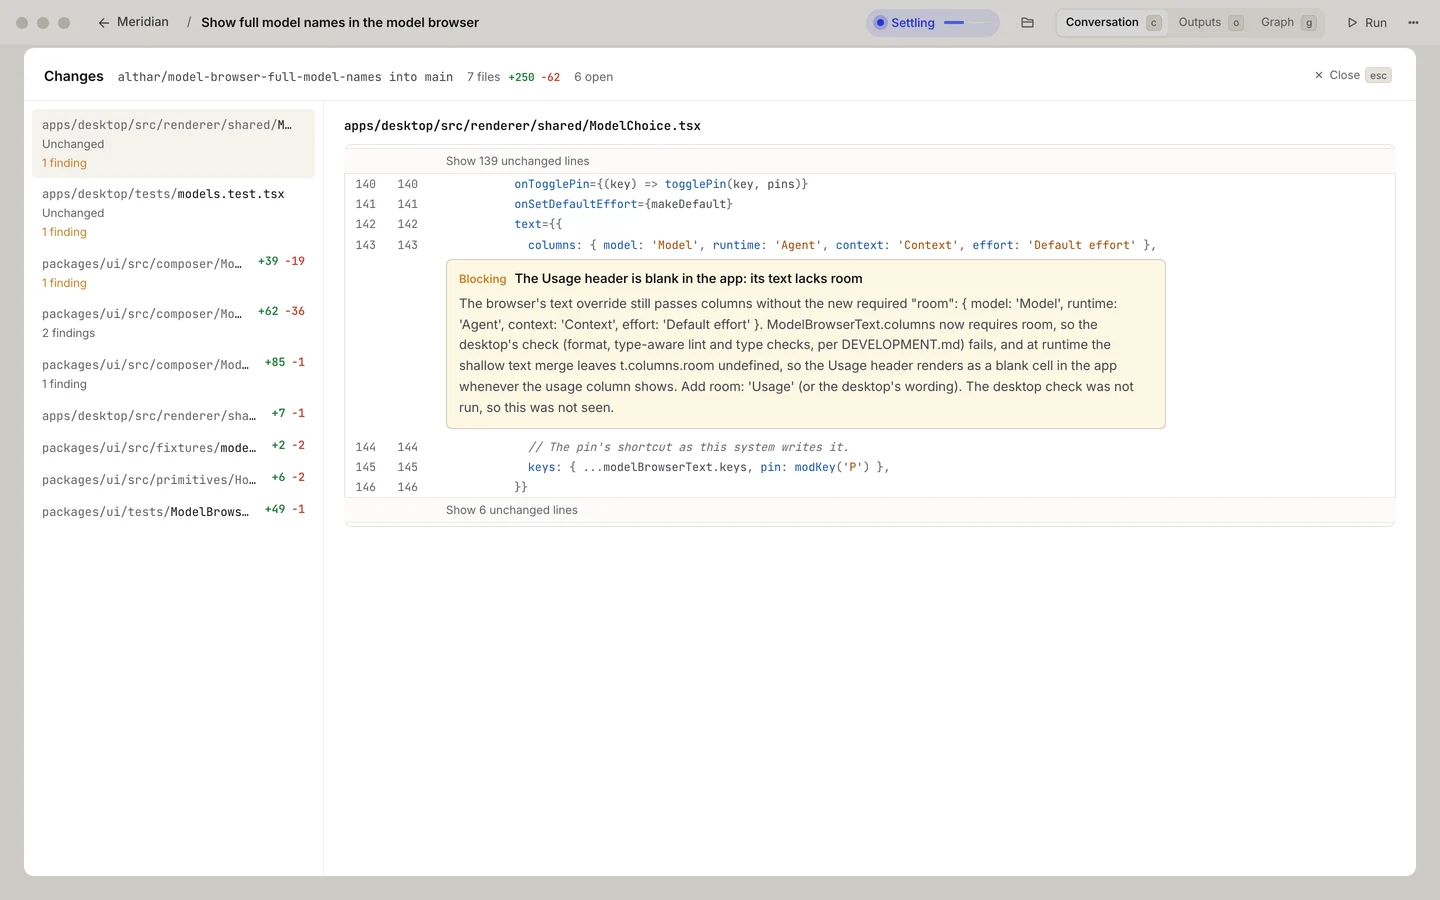 Meridian / Show full model names in the model browser
Settling
Conversation c Outputs o Graph g
Run
Changes althar/model-browser-full-model-names into main 7 files +250 -62 6 open
× Close esc
apps/desktop/src/renderer/shared/M…
Unchanged
1 finding
apps/desktop/tests/models.test.tsx
Unchanged
1 finding
packages/ui/src/composer/Mo… +39 -19
1 finding
packages/ui/src/composer/Mo… +62 -36
2 findings
packages/ui/src/composer/Mod… +85 -1
1 finding
apps/desktop/src/renderer/sha… +7 -1
packages/ui/src/fixtures/mode… +2 -2
packages/ui/src/primitives/Ho… +6 -2
packages/ui/tests/ModelBrows… +49 -1
apps/desktop/src/renderer/shared/ModelChoice.tsx
Show 139 unchanged lines
140 140 onTogglePin={(key) => togglePin(key, pins)}
141 141 onSetDefaultEffort={makeDefault}
142 142 text={{
143 143 columns: { model: 'Model', runtime: 'Agent', context: 'Context', effort: 'Default effort' },
Blocking The Usage header is blank in the app: its text lacks room
The browser's text override still passes columns without the new required "room": { model: 'Model', runtime:
'Agent', context: 'Context', effort: 'Default effort' }. ModelBrowserText.columns now requires room, so the
desktop's check (format, type-aware lint and type checks, per DEVELOPMENT.md) fails, and at runtime the
shallow text merge leaves t.columns.room undefined, so the Usage header renders as a blank cell in the app
whenever the usage column shows. Add room: 'Usage' (or the desktop's wording). The desktop check was not
run, so this was not seen.
144 144 // The pin's shortcut as this system writes it.
145 145 keys: { ...modelBrowserText.keys, pin: modKey('P') },
146 146 }}
Show 6 unchanged lines